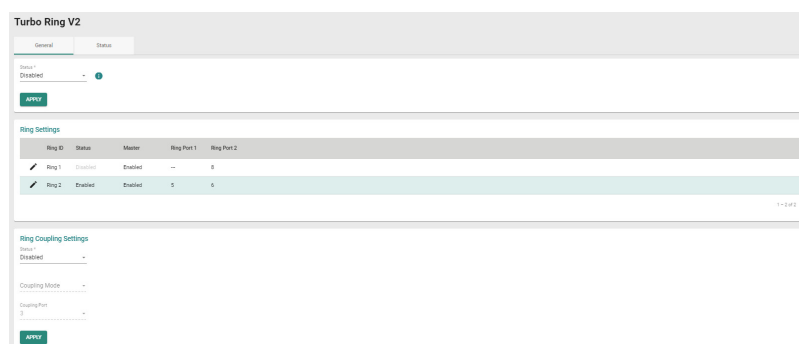 Turbo Ring V2
General Status
Status *
Disabled
APPLY
Ring Settings
Ring ID Status Master Ring Port 1 Ring Port 2
Ring 1 Disabled Enabled -- 8
Ring 2 Enabled Enabled 5 6
1 – 2 of 2
Ring Coupling Settings
Status *
Disabled
Coupling Mode
Coupling Port
3
APPLY